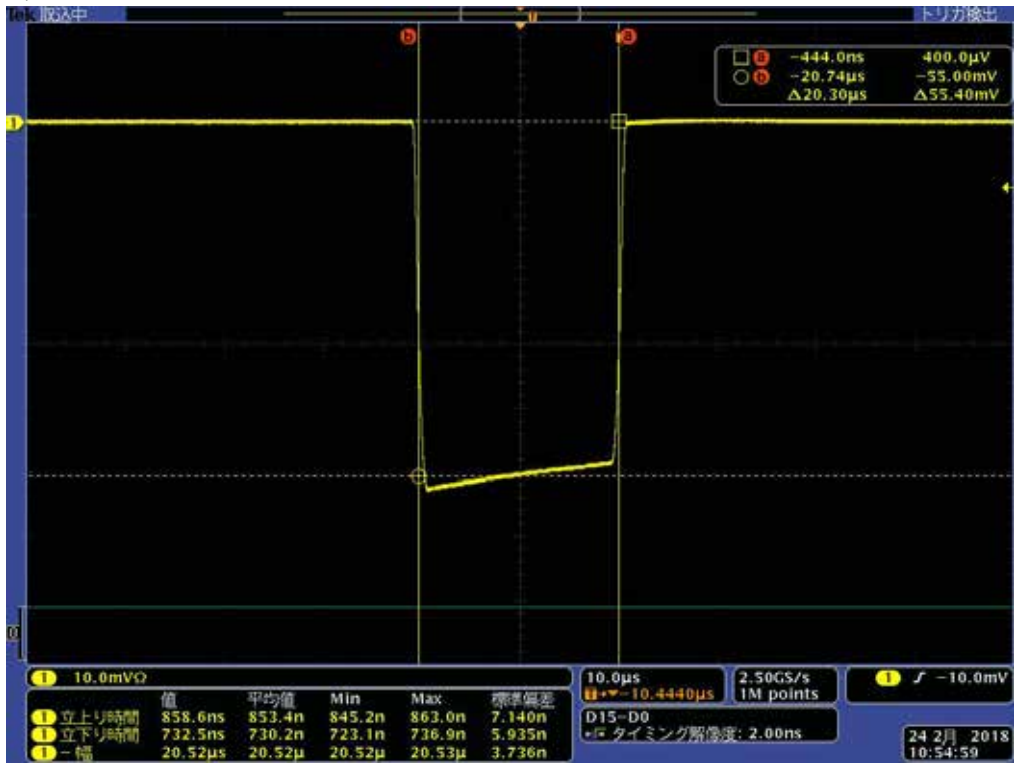 Tek 取込中
トリガ検出
b
a
a -444.0ns 400.0µV
b -20.74µs -55.00mV
Δ20.30µs Δ55.40mV
1
1 10.0mVΩ
値 平均値 Min Max 標準偏差
1 立上り時間 858.6ns 853.4n 845.2n 863.0n 7.140n
1 立下り時間 732.5ns 730.2n 723.1n 736.9n 5.935n
1 -幅 20.52µs 20.52µ 20.52µ 20.53µ 3.736n
10.0µs
T→▼-10.4440µs
2.50GS/s
1M points
1 -10.0mV
D15-D0
タイミング解像度: 2.00ns
24 2月 2018
10:54:59